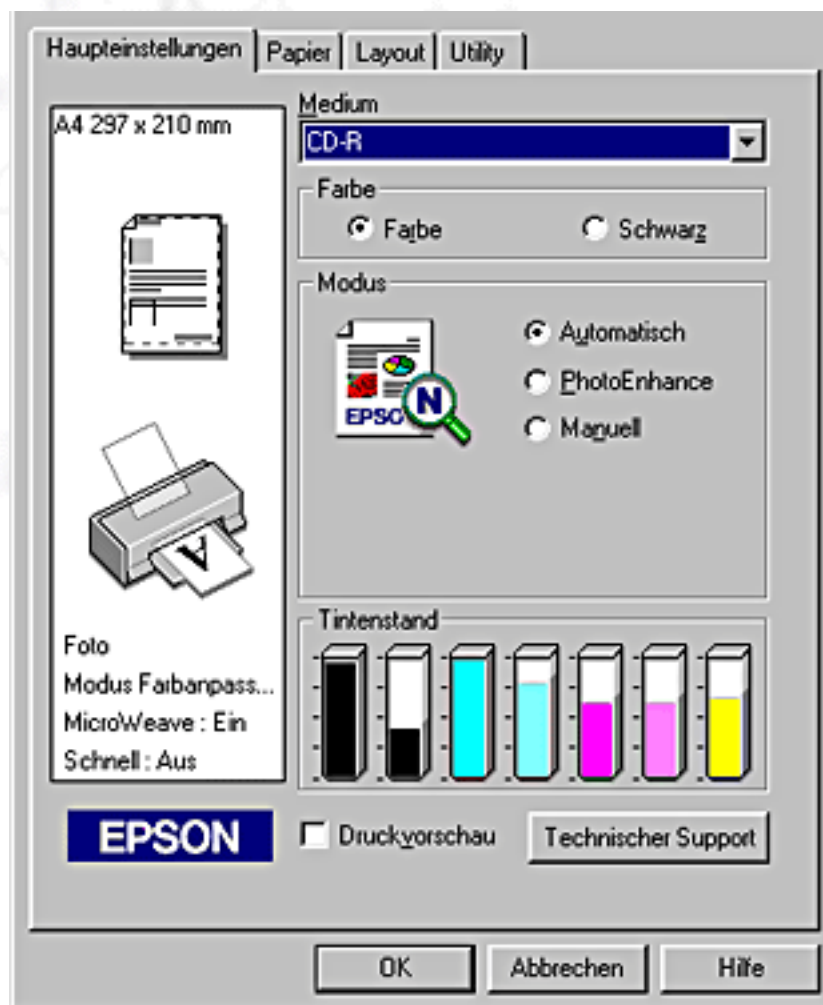 Haupteinstellungen Papier Layout Utility
A4 297 x 210 mm
Foto
Modus Farbanpass...
MicroWeave : Ein
Schnell : Aus
EPSON
Medium
CD-R
Farbe
Farbe Schwarz
Modus
EPSO N
Automatisch
PhotoEnhance
Manuell
Tintenstand
Druckvorschau Technischer Support
OK Abbrechen Hilfe